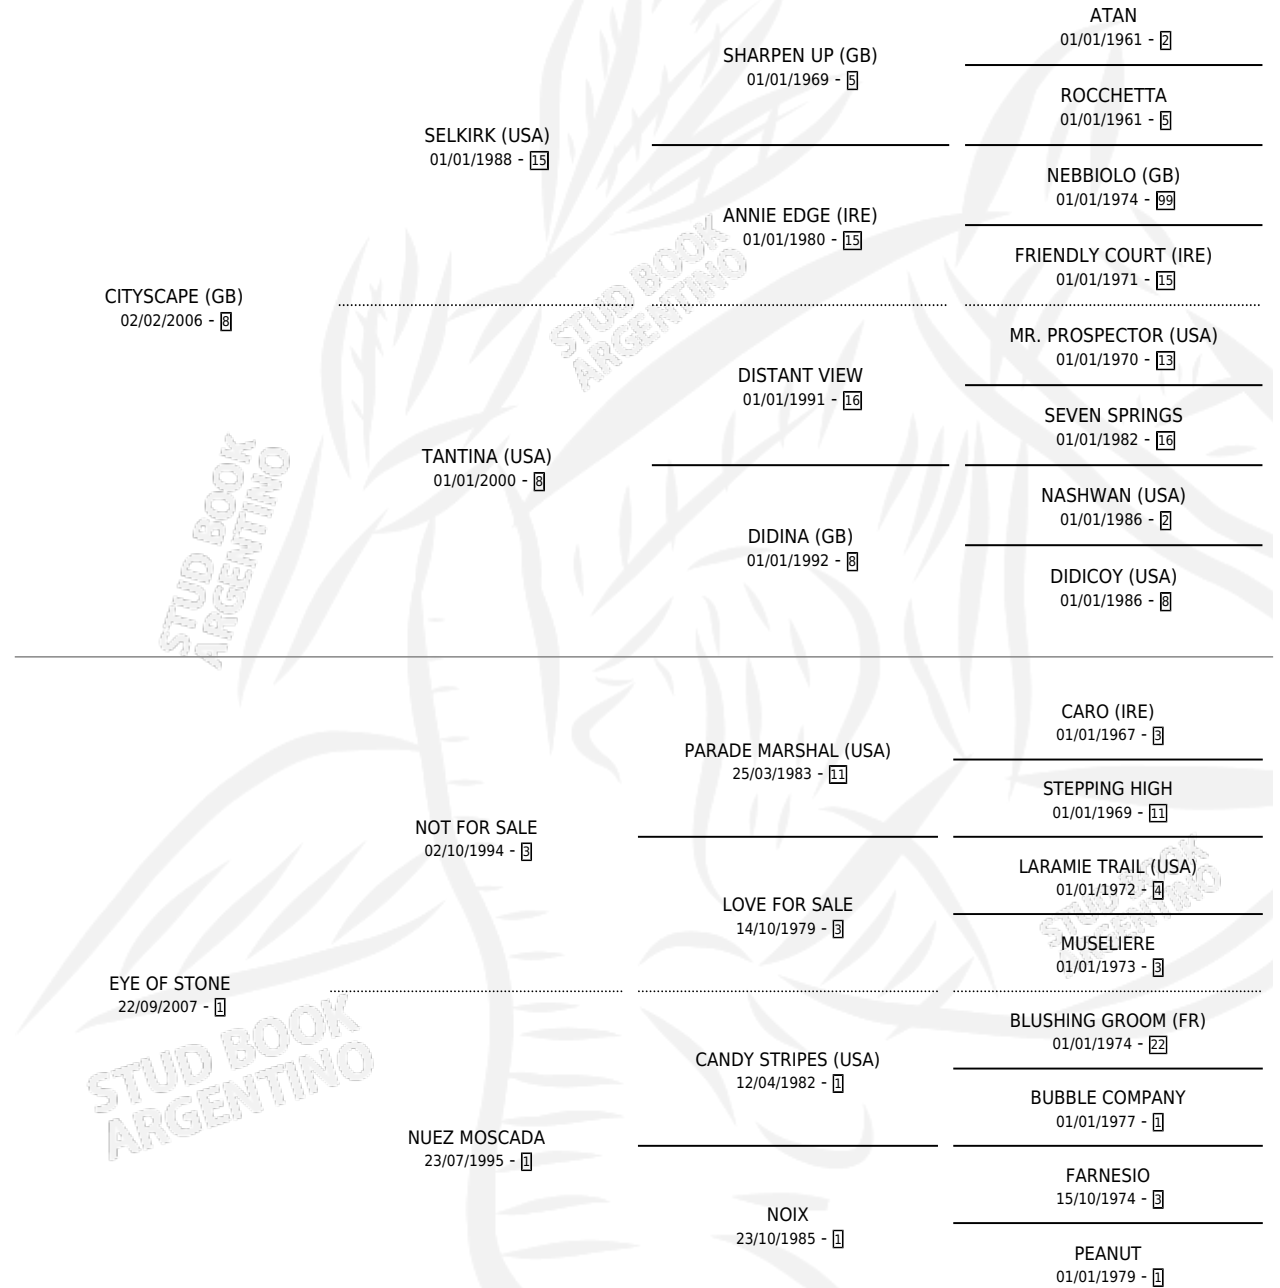 ATAN
01/01/1961 - 2
SHARPEN UP (GB)
01/01/1969 - 5
ROCCHETTA
01/01/1961 - 5
SELKIRK (USA)
01/01/1988 - 15
NEBBIOLO (GB)
01/01/1974 - 99
ANNIE EDGE (IRE)
01/01/1980 - 15
FRIENDLY COURT (IRE)
01/01/1971 - 15
CITYSCAPE (GB)
02/02/2006 - 8
MR. PROSPECTOR (USA)
01/01/1970 - 13
DISTANT VIEW
01/01/1991 - 16
SEVEN SPRINGS
01/01/1982 - 16
TANTINA (USA)
01/01/2000 - 8
NASHWAN (USA)
01/01/1986 - 2
DIDINA (GB)
01/01/1992 - 8
DIDICOY (USA)
01/01/1986 - 8
STUD BOOK
ARGENTINO
STUD BOOK
ARGENTINO
CARO (IRE)
01/01/1967 - 3
PARADE MARSHAL (USA)
25/03/1983 - 11
STEPPING HIGH
01/01/1969 - 11
NOT FOR SALE
02/10/1994 - 3
LARAMIE TRAIL (USA)
01/01/1972 - 4
LOVE FOR SALE
14/10/1979 - 3
MUSELIERE
01/01/1973 - 3
EYE OF STONE
22/09/2007 - 1
BLUSHING GROOM (FR)
01/01/1974 - 22
CANDY STRIPES (USA)
12/04/1982 - 1
BUBBLE COMPANY
01/01/1977 - 1
NUEZ MOSCADA
23/07/1995 - 1
FARNESIO
15/10/1974 - 3
NOIX
23/10/1985 - 1
PEANUT
01/01/1979 - 1
STUD BOOK
ARGENTINO
STUD BOOK
ARGENTINO